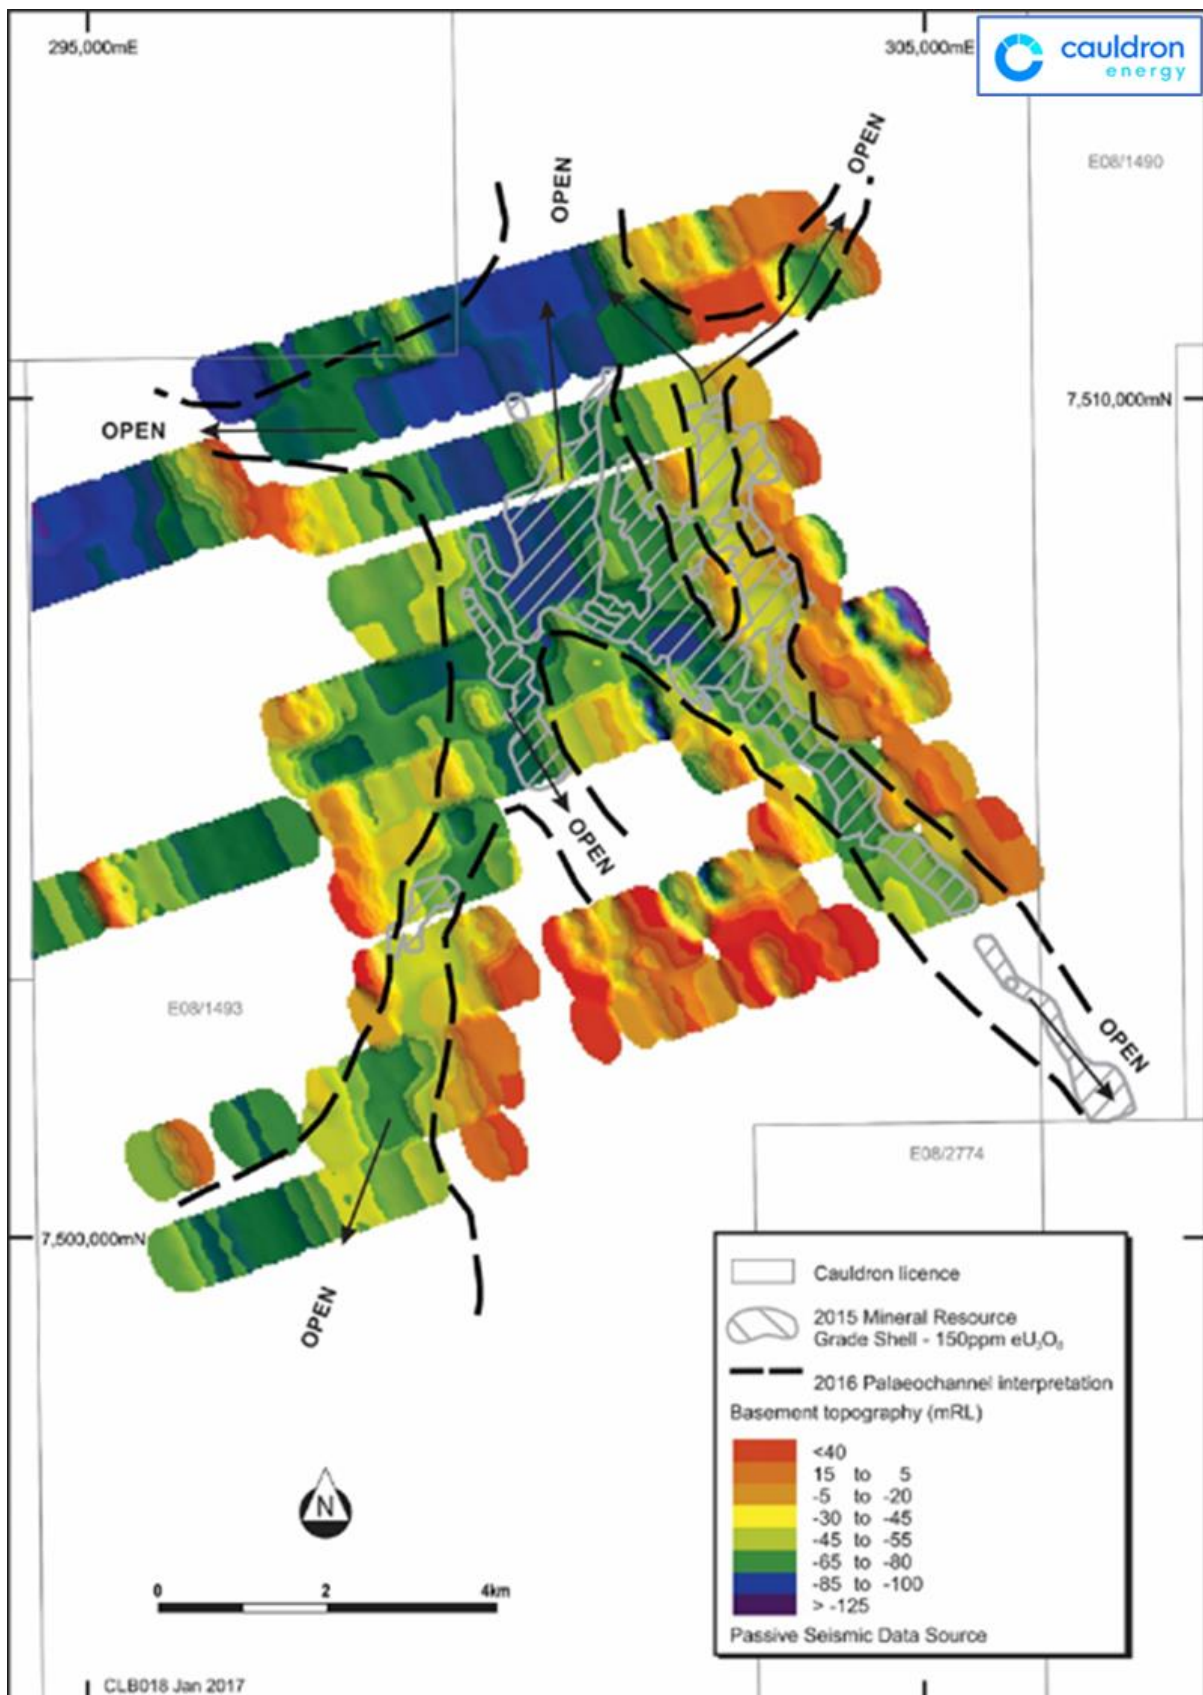 295,000mE
305,000mE
cauldron
energy
OPEN
OPEN
E08/1490
7,510,000mN
OPEN
OPEN
E08/1493
OPEN
E08/2774
7,500,000mN
OPEN
Cauldron licence
2015 Mineral Resource
Grade Shell - 150ppm eU₃O₈
2016 Palaeochannel interpretation
Basement topography (mRL)
<40
15 to 5
-5 to -20
-30 to -45
-45 to -55
-65 to -80
-85 to -100
> -125
Passive Seismic Data Source
N
0 2 4km
CLB018 Jan 2017